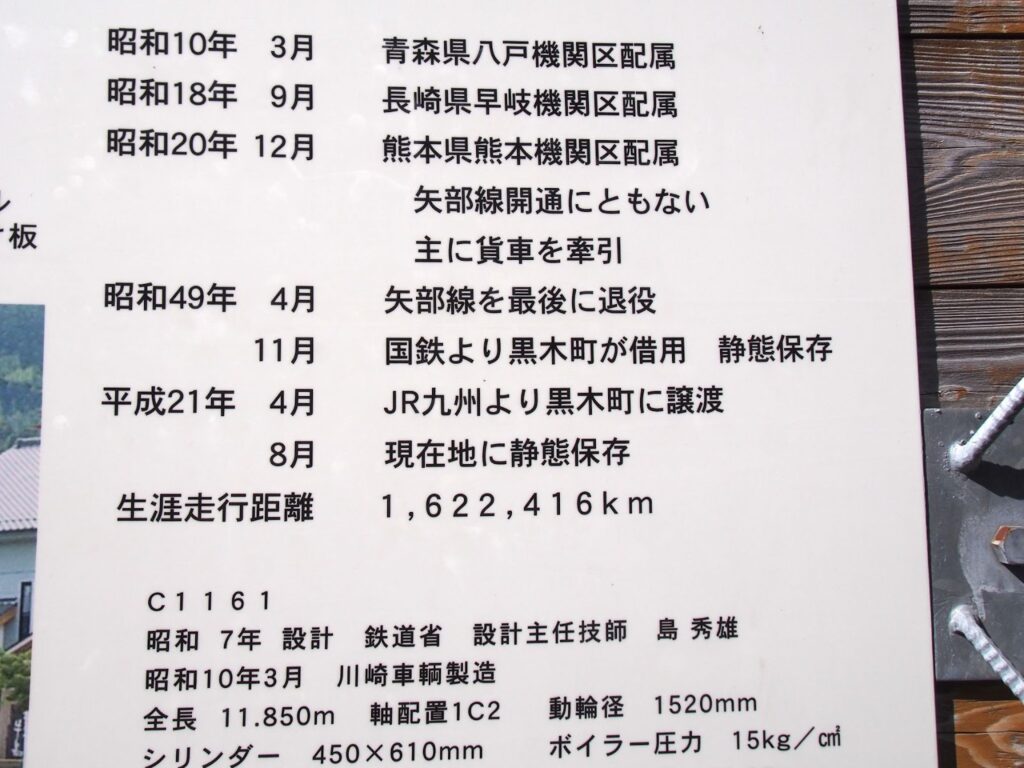 昭和10年 3月 青森県八戸機関区配属
昭和18年 9月 長崎県早岐機関区配属
昭和20年 12月 熊本県熊本機関区配属
矢部線開通にともない
主に貨車を牽引
昭和49年 4月 矢部線を最後に退役
11月 国鉄より黒木町が借用 静態保存
平成21年 4月 JR九州より黒木町に譲渡
8月 現在地に静態保存
生涯走行距離 1,622,416km
ル
板
C1161
昭和 7年 設計 鉄道省 設計主任技師 島 秀雄
昭和10年3月 川崎車輌製造
全長 11.850m 軸配置1C2 動輪径 1520mm
シリンダー 450×610mm ボイラー圧力 15kg/c㎡